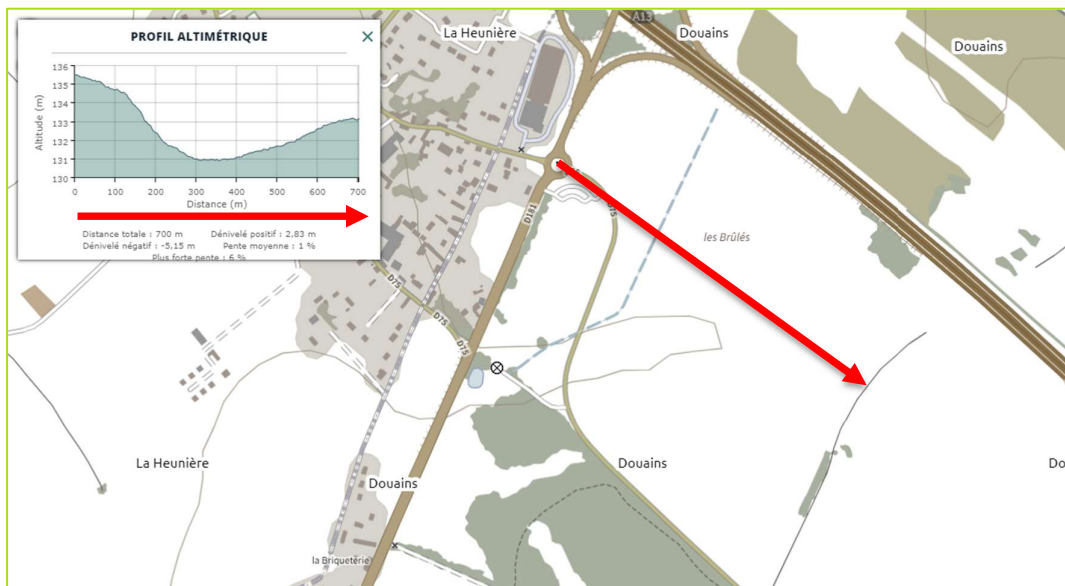 PROFIL ALTIMÉTRIQUE ×
136
135
134
133
132
131
130
Altitude (m)
0 100 200 300 400 500 600 700
Distance (m)
Distance totale : 700 m Dénivelé positif : 2,83 m
Dénivelé négatif : -5,15 m Pente moyenne : 1 %
Plus forte pente : 6 %
A13
La Heunière
Douains
Douains
D181
D75
les Brûlés
D75
D75
D75
La Heunière
Douains
Douains
Do
la Briqueterie